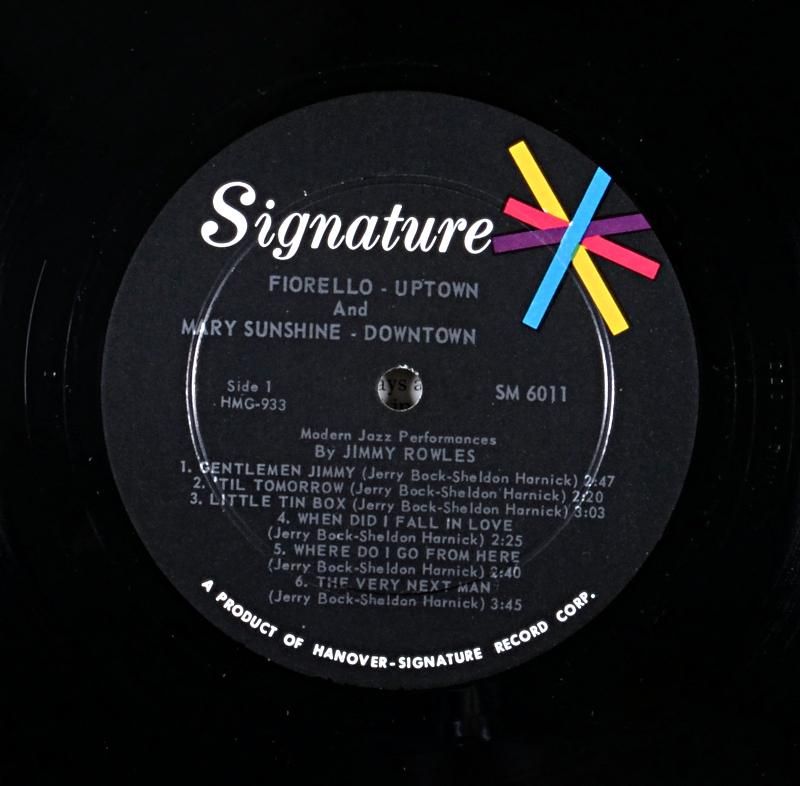 Signature
FIORELLO - UPTOWN
And
MARY SUNSHINE - DOWNTOWN
Side 1
HMG-933
SM 6011
Modern Jazz Performances
By JIMMY ROWLES
1. GENTLEMEN JIMMY (Jerry Bock-Sheldon Harnick) 2:47
2. 'TIL TOMORROW (Jerry Bock-Sheldon Harnick) 2:20
3. LITTLE TIN BOX (Jerry Bock-Sheldon Harnick) 3:03
4. WHEN DID I FALL IN LOVE
(Jerry Bock-Sheldon Harnick) 2:25
5. WHERE DO I GO FROM HERE
(Jerry Bock-Sheldon Harnick) 2:40
6. THE VERY NEXT MAN
(Jerry Bock-Sheldon Harnick) 3:45
A PRODUCT OF HANOVER-SIGNATURE RECORD CORP.